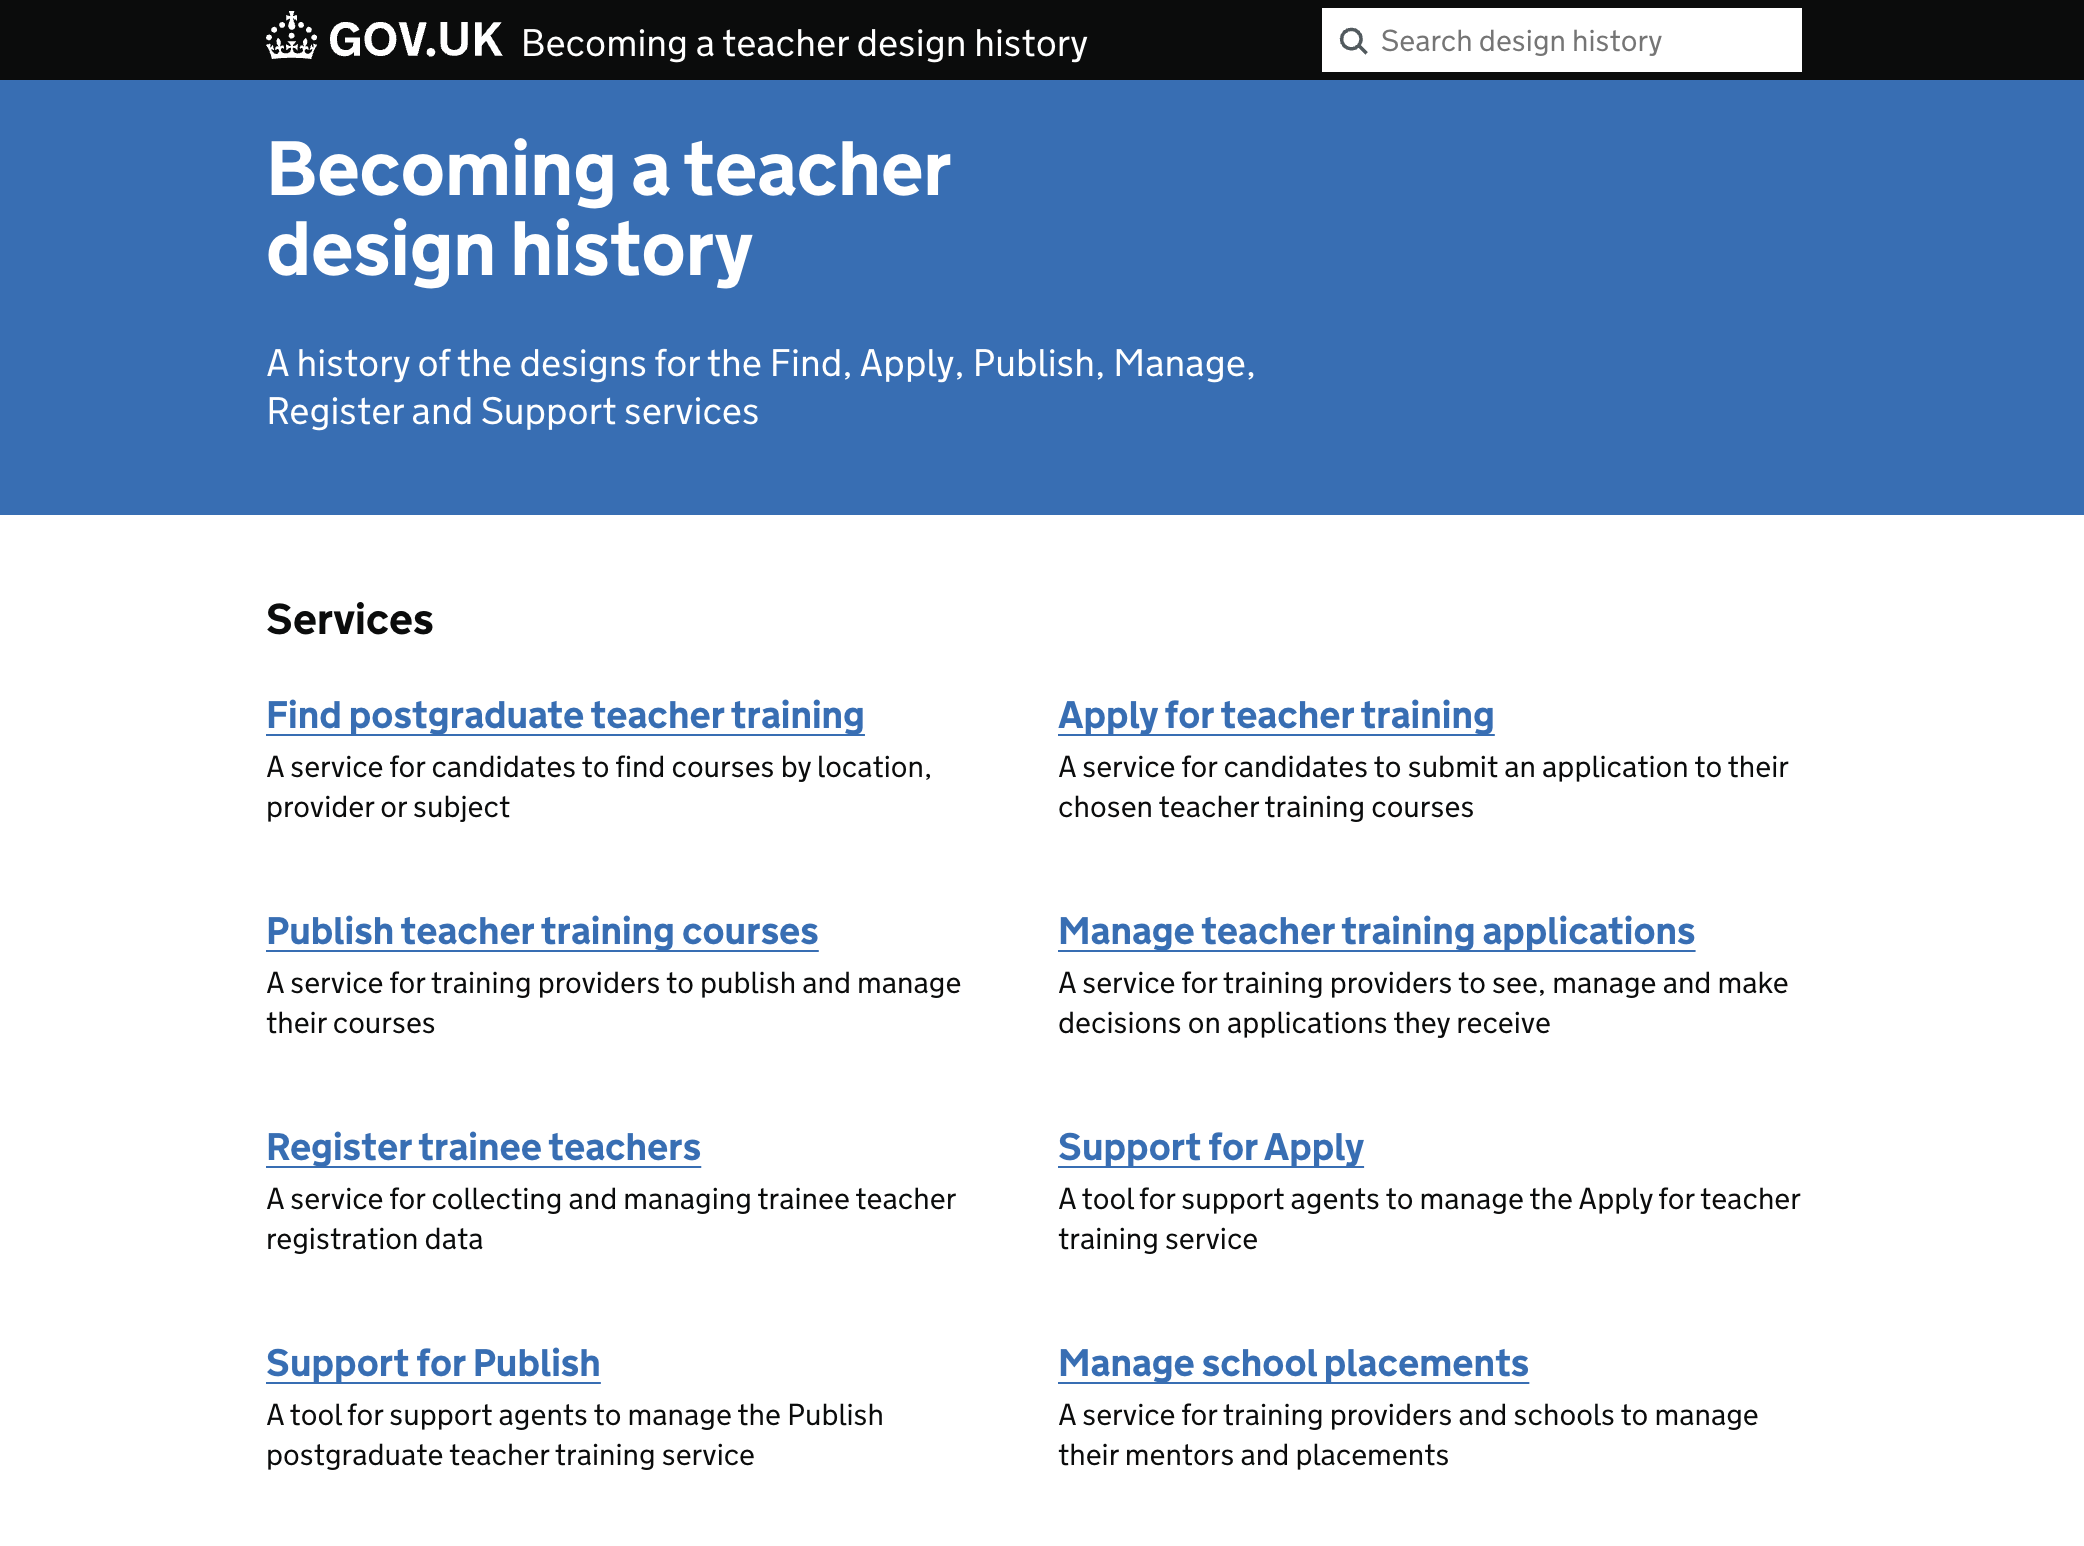 GOV.UK Becoming a teacher design history
Search design history
Becoming a teacher
design history
A history of the designs for the Find, Apply, Publish, Manage,
Register and Support services
Services
Find postgraduate teacher training
A service for candidates to find courses by location,
provider or subject
Apply for teacher training
A service for candidates to submit an application to their
chosen teacher training courses
Publish teacher training courses
A service for training providers to publish and manage
their courses
Manage teacher training applications
A service for training providers to see, manage and make
decisions on applications they receive
Register trainee teachers
A service for collecting and managing trainee teacher
registration data
Support for Apply
A tool for support agents to manage the Apply for teacher
training service
Support for Publish
A tool for support agents to manage the Publish
postgraduate teacher training service
Manage school placements
A service for training providers and schools to manage
their mentors and placements